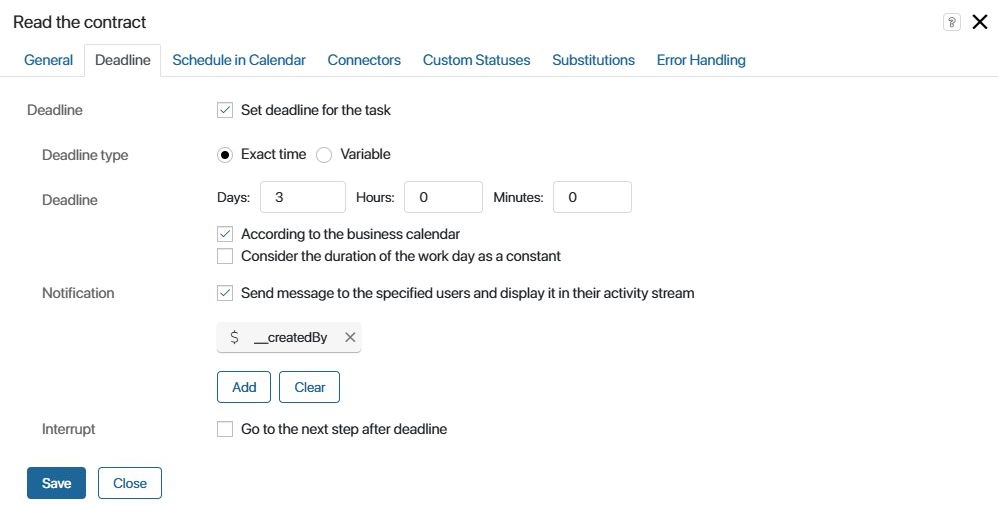 Read the contract ?
General Deadline Schedule in Calendar Connectors Custom Statuses Substitutions Error Handling
Deadline Set deadline for the task
Deadline type Exact time Variable
Deadline Days: 3 Hours: 0 Minutes: 0
According to the business calendar
Consider the duration of the work day as a constant
Notification Send message to the specified users and display it in their activity stream
$ __createdBy
Add Clear
Interrupt Go to the next step after deadline
Save Close